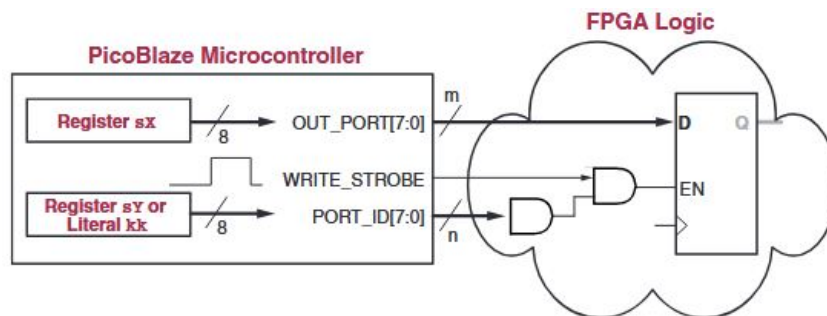 FPGA Logic
PicoBlaze Microcontroller
Register sX
8
OUT_PORT[7:0]
m
D
Q
WRITE_STROBE
EN
Register sY or
Literal kk
8
PORT_ID[7:0]
n